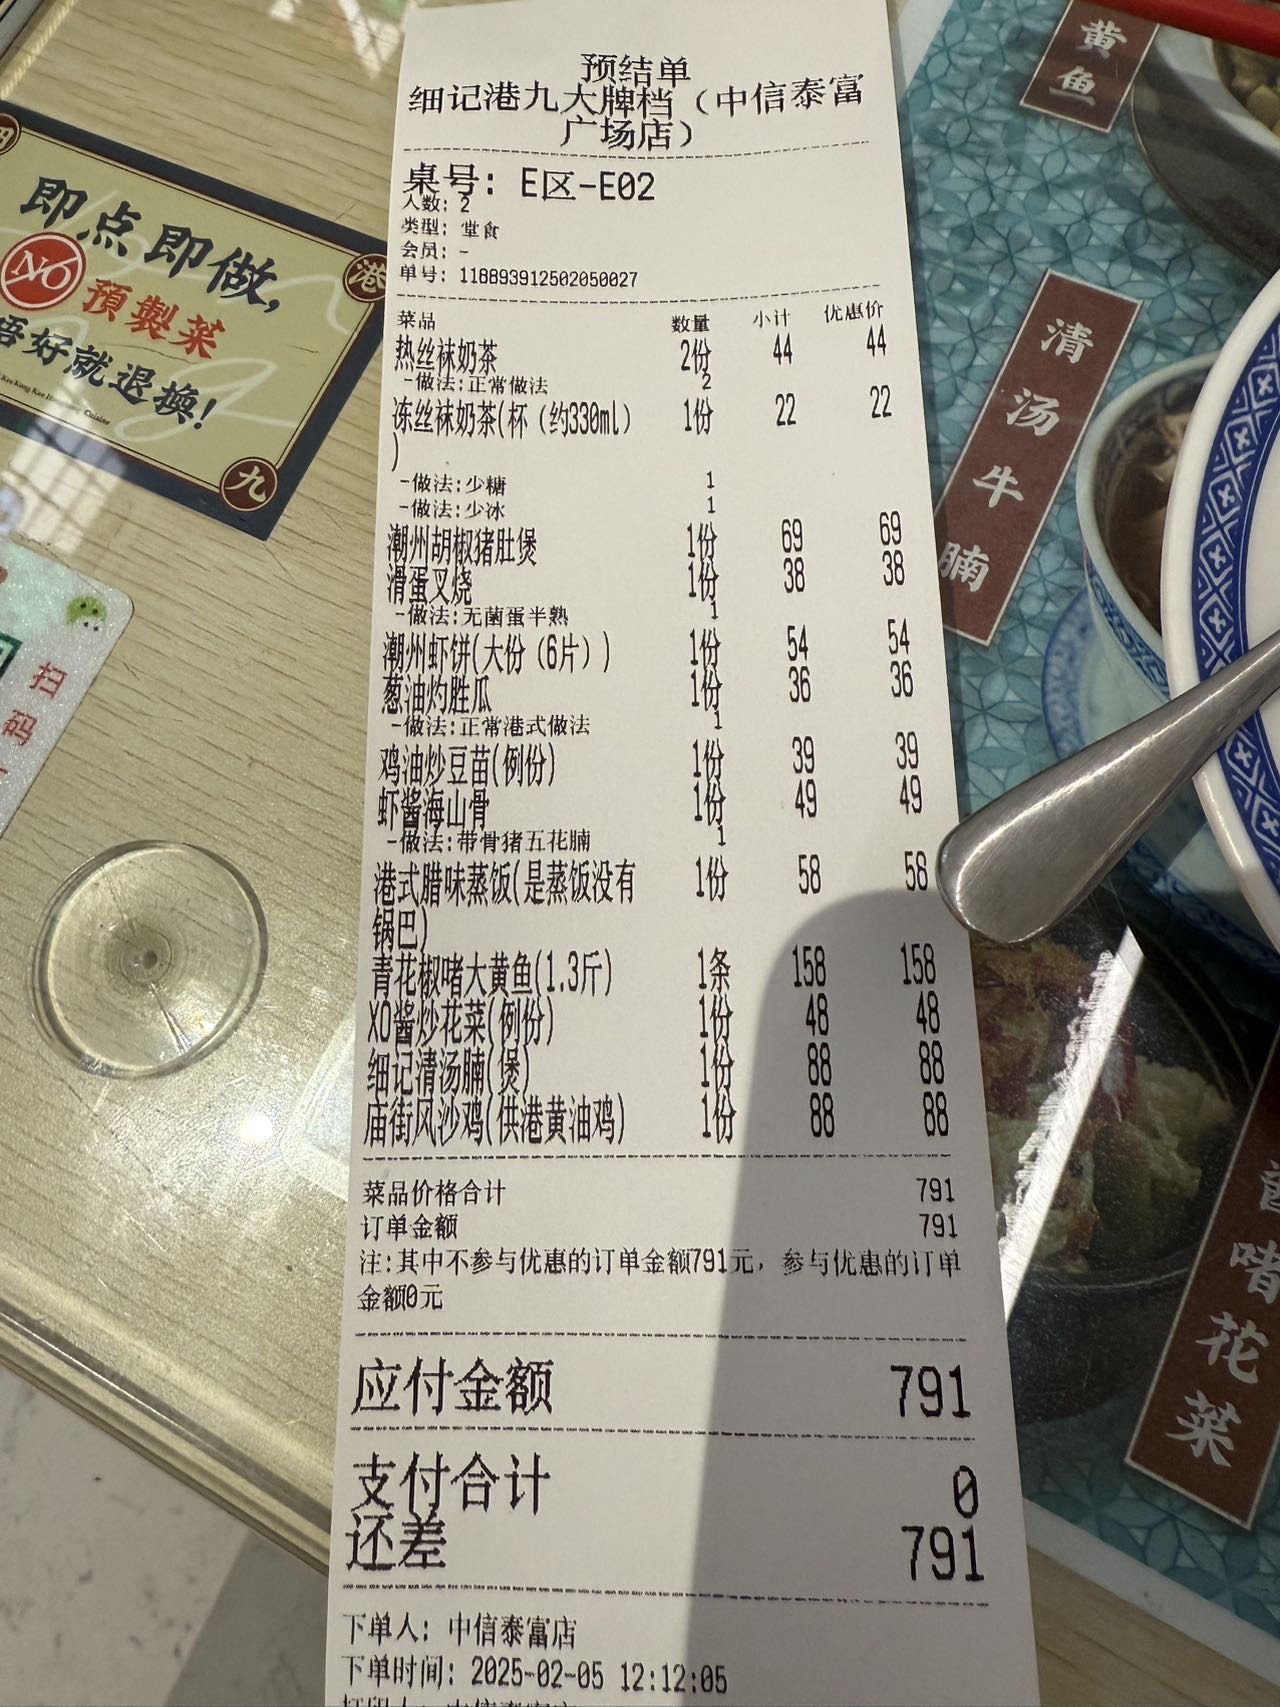 预结单
细记港九大牌档（中信泰富
广场店）
桌号: E区-E02
人数: 2
类型: 堂食
会员: -
单号: 118893912502050027
菜品 数量 小计 优惠价
热丝袜奶茶 2份 44 44
-做法:正常做法 2
冻丝袜奶茶(杯（约330ml） 1份 22 22
)
-做法:少糖 1
-做法:少冰 1
潮州胡椒猪肚煲 1份 69 69
滑蛋叉烧 1份 38 38
-做法:无菌蛋半熟 1
潮州虾饼(大份（6片）) 1份 54 54
葱油灼胜瓜 1份 36 36
-做法:正常港式做法 1
鸡油炒豆苗(例份) 1份 39 39
虾酱海山骨 1份 49 49
-做法:带骨猪五花腩 1
港式腊味蒸饭(是蒸饭没有 1份 58 58
锅巴)
青花椒啫大黄鱼(1.3斤) 1条 158 158
XO酱炒花菜(例份) 1份 48 48
细记清汤腩(煲) 1份 88 88
庙街风沙鸡(供港黄油鸡) 1份 88 88
菜品价格合计 791
订单金额 791
注:其中不参与优惠的订单金额791元，参与优惠的订单
金额0元
应付金额 791
支付合计 0
还差 791
下单人: 中信泰富店
下单时间: 2025-02-05 12:12:05
即点即做,
NO 預製菜
唔好就退换!
港
九
扫
码
黄
鱼
清
汤
牛
腩
啫
花
菜